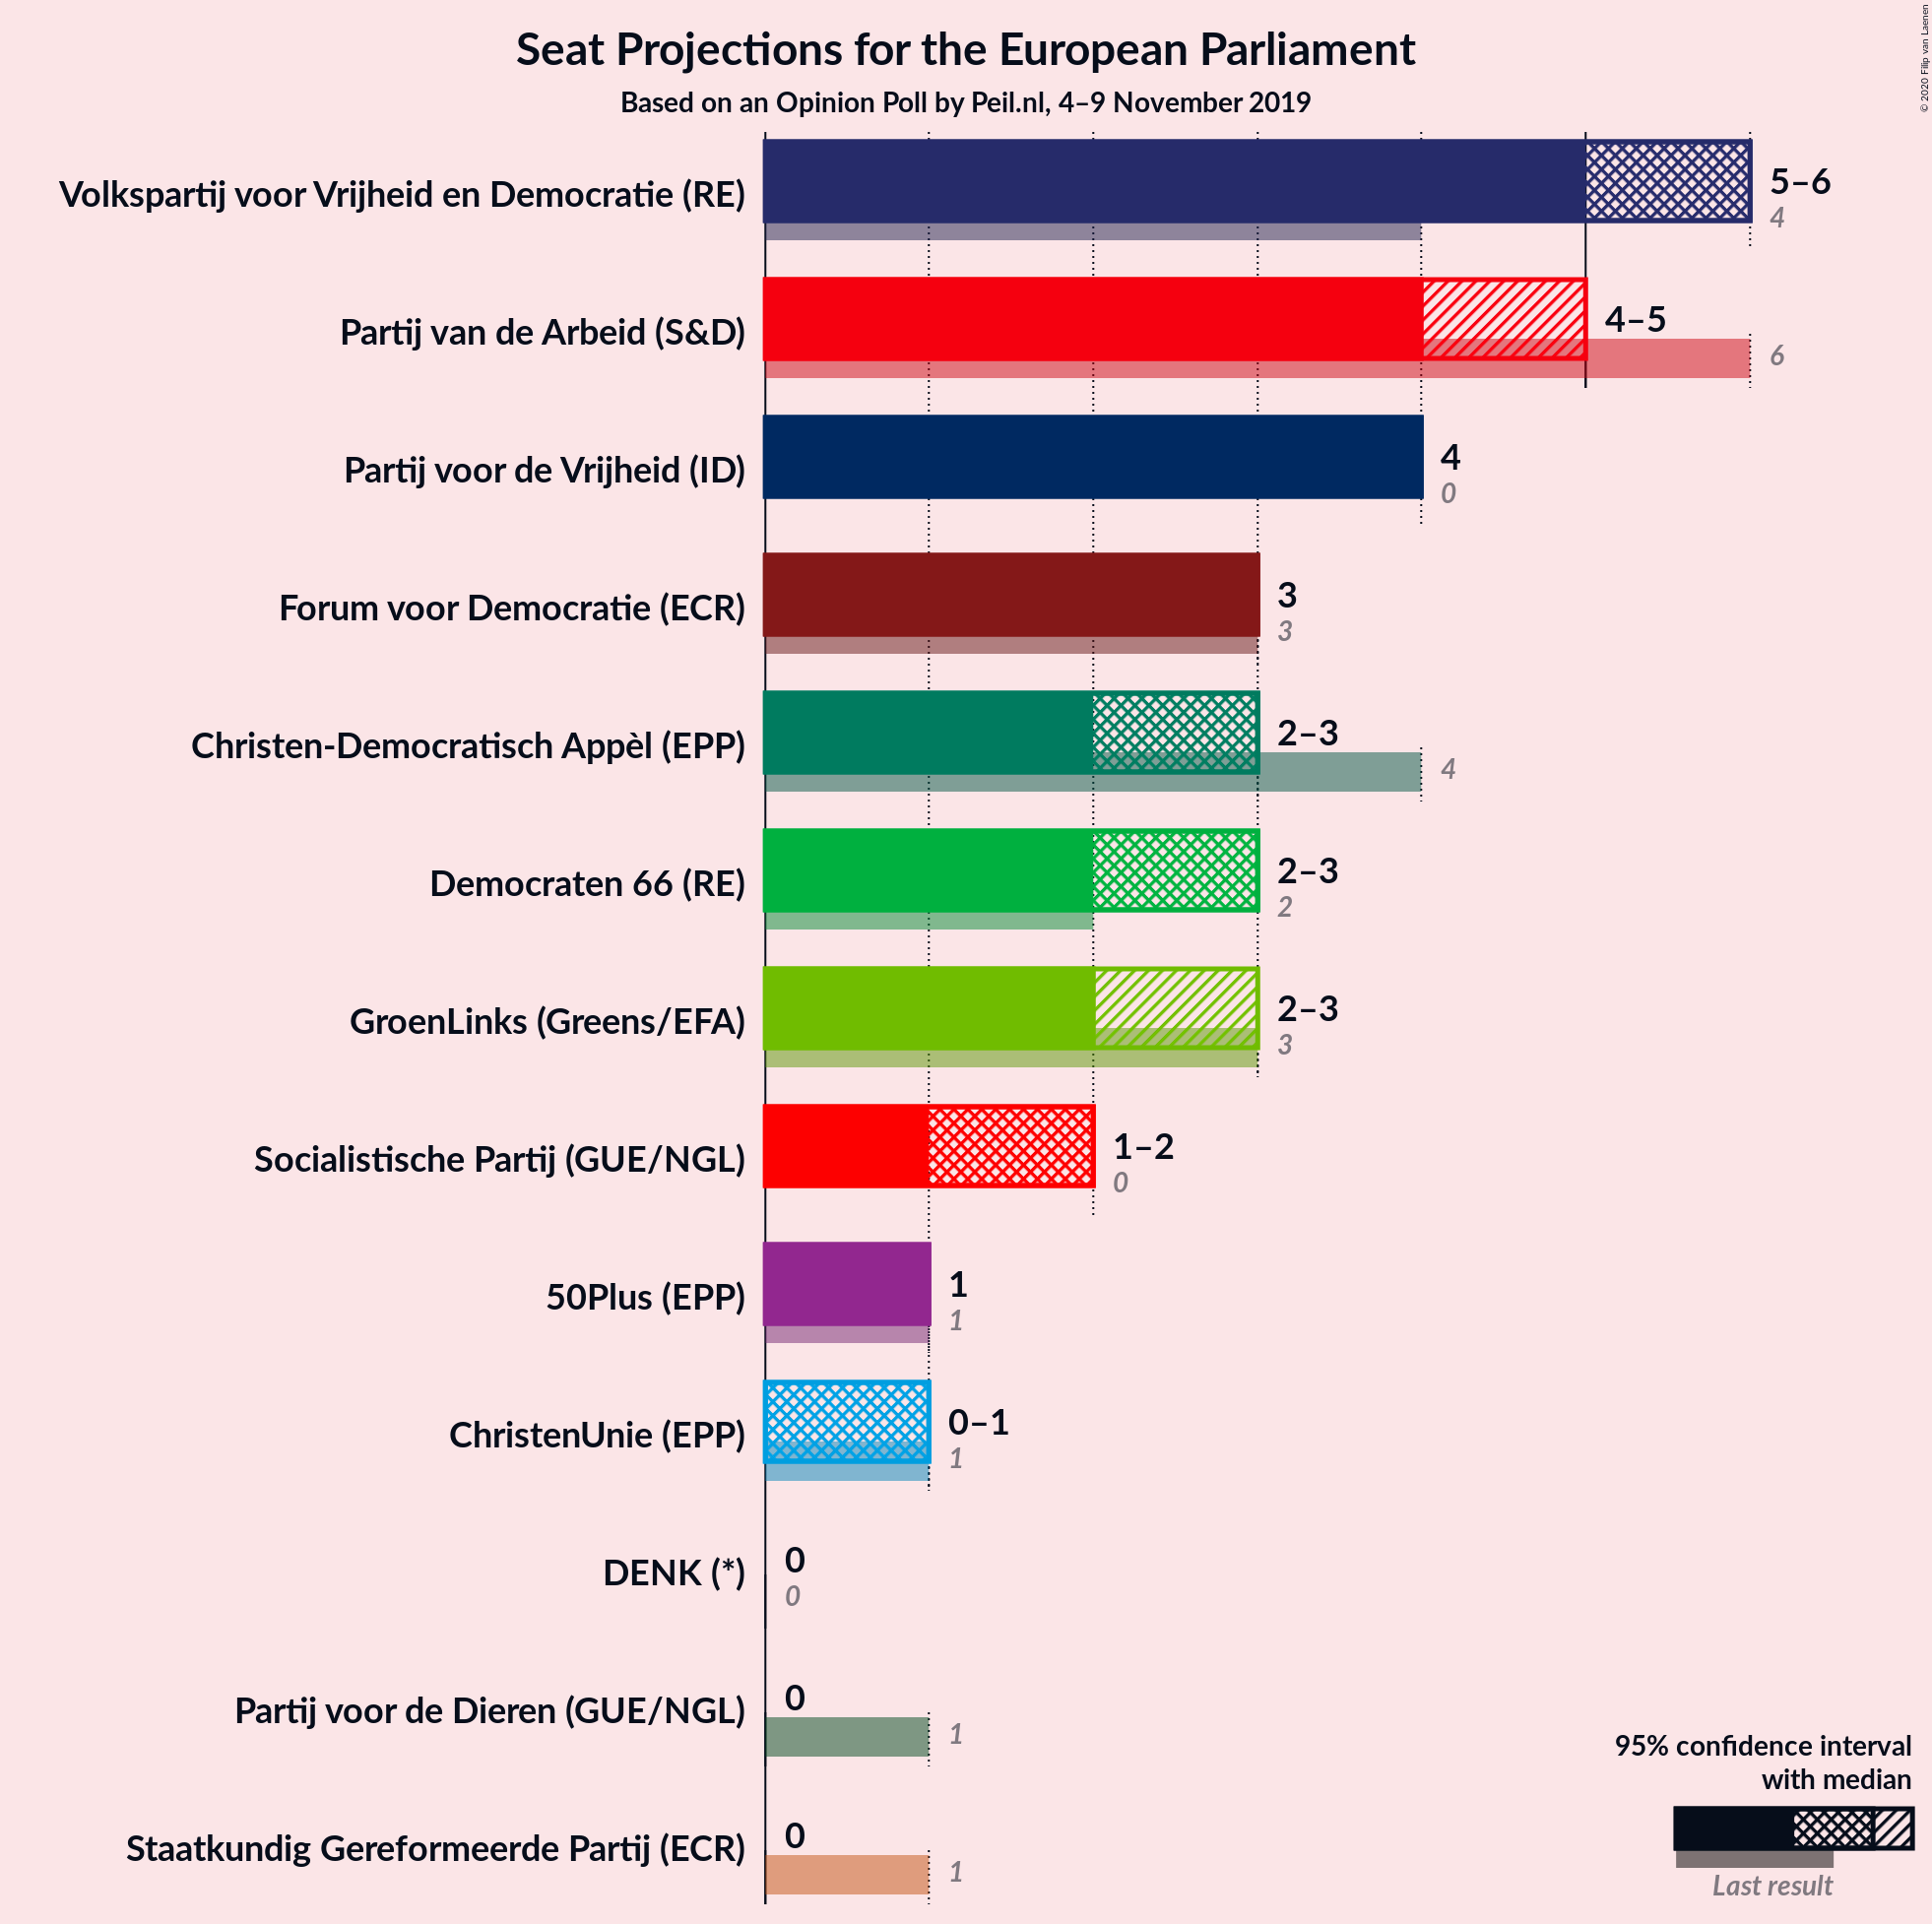 Seat Projections for the European Parliament
Based on an Opinion Poll by Peil.nl, 4–9 November 2019
© 2020 Filip van Laenen
Volkspartij voor Vrijheid en Democratie (RE)
5–6
4
Partij van de Arbeid (S&D)
4–5
6
Partij voor de Vrijheid (ID)
4
0
Forum voor Democratie (ECR)
3
3
Christen-Democratisch Appèl (EPP)
2–3
4
Democraten 66 (RE)
2–3
2
GroenLinks (Greens/EFA)
2–3
3
Socialistische Partij (GUE/NGL)
1–2
0
50Plus (EPP)
1
1
ChristenUnie (EPP)
0–1
1
DENK (*)
0
0
Partij voor de Dieren (GUE/NGL)
0
1
Staatkundig Gereformeerde Partij (ECR)
0
1
95% confidence interval
with median
Last result